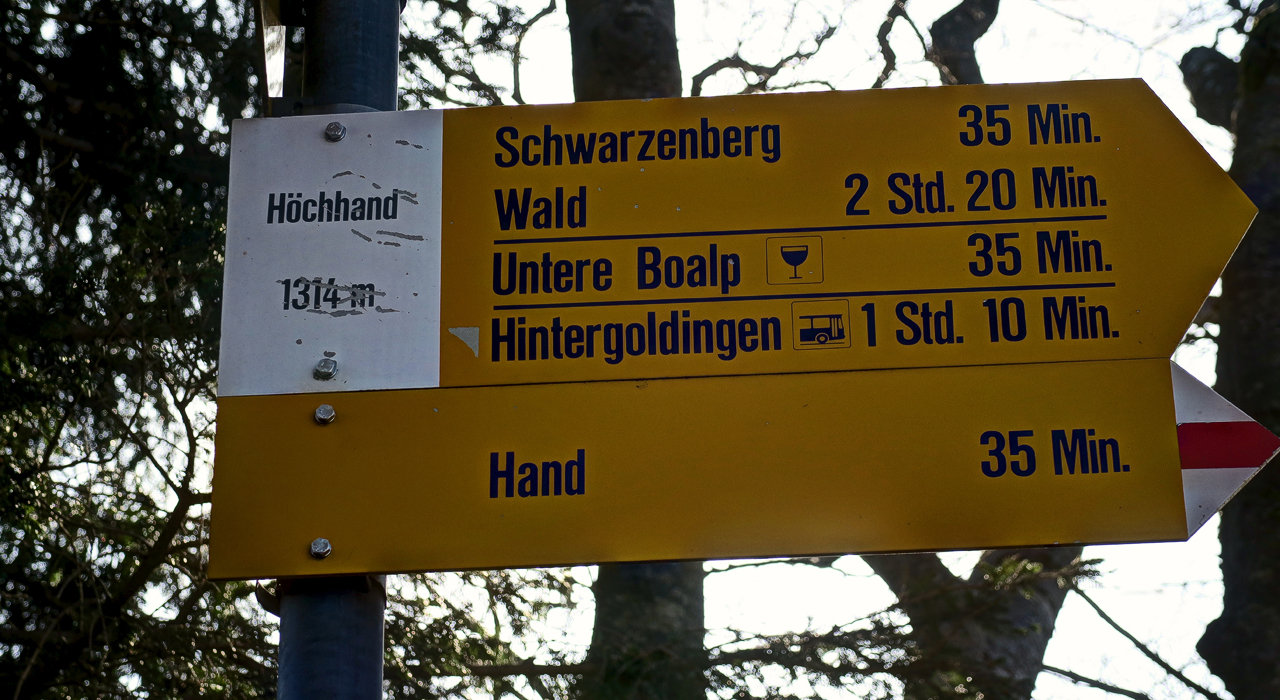 Höchhand
1314 m
Schwarzenberg 35 Min.
Wald 2 Std. 20 Min.
Untere Boalp 35 Min.
Hintergoldingen 1 Std. 10 Min.
Hand 35 Min.